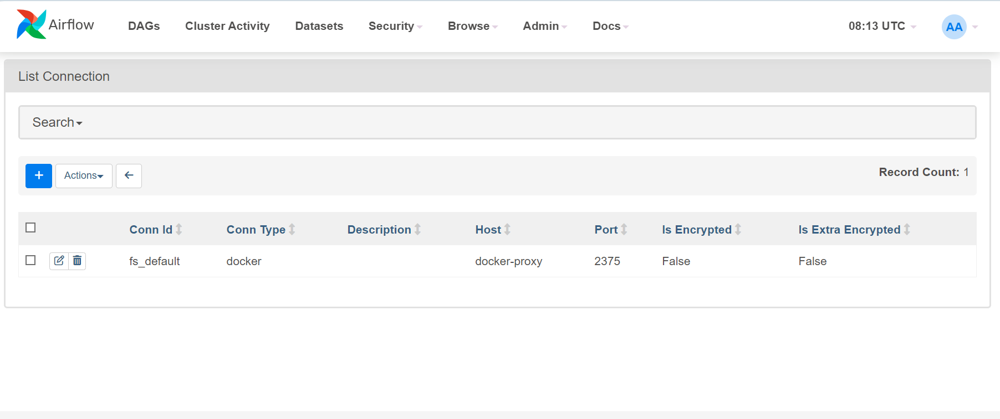 Airflow DAGs Cluster Activity Datasets Security Browse Admin Docs 08:13 UTC AA
List Connection
Search
+ Actions Record Count: 1
Conn Id Conn Type Description Host Port Is Encrypted Is Extra Encrypted
fs_default docker docker-proxy 2375 False False